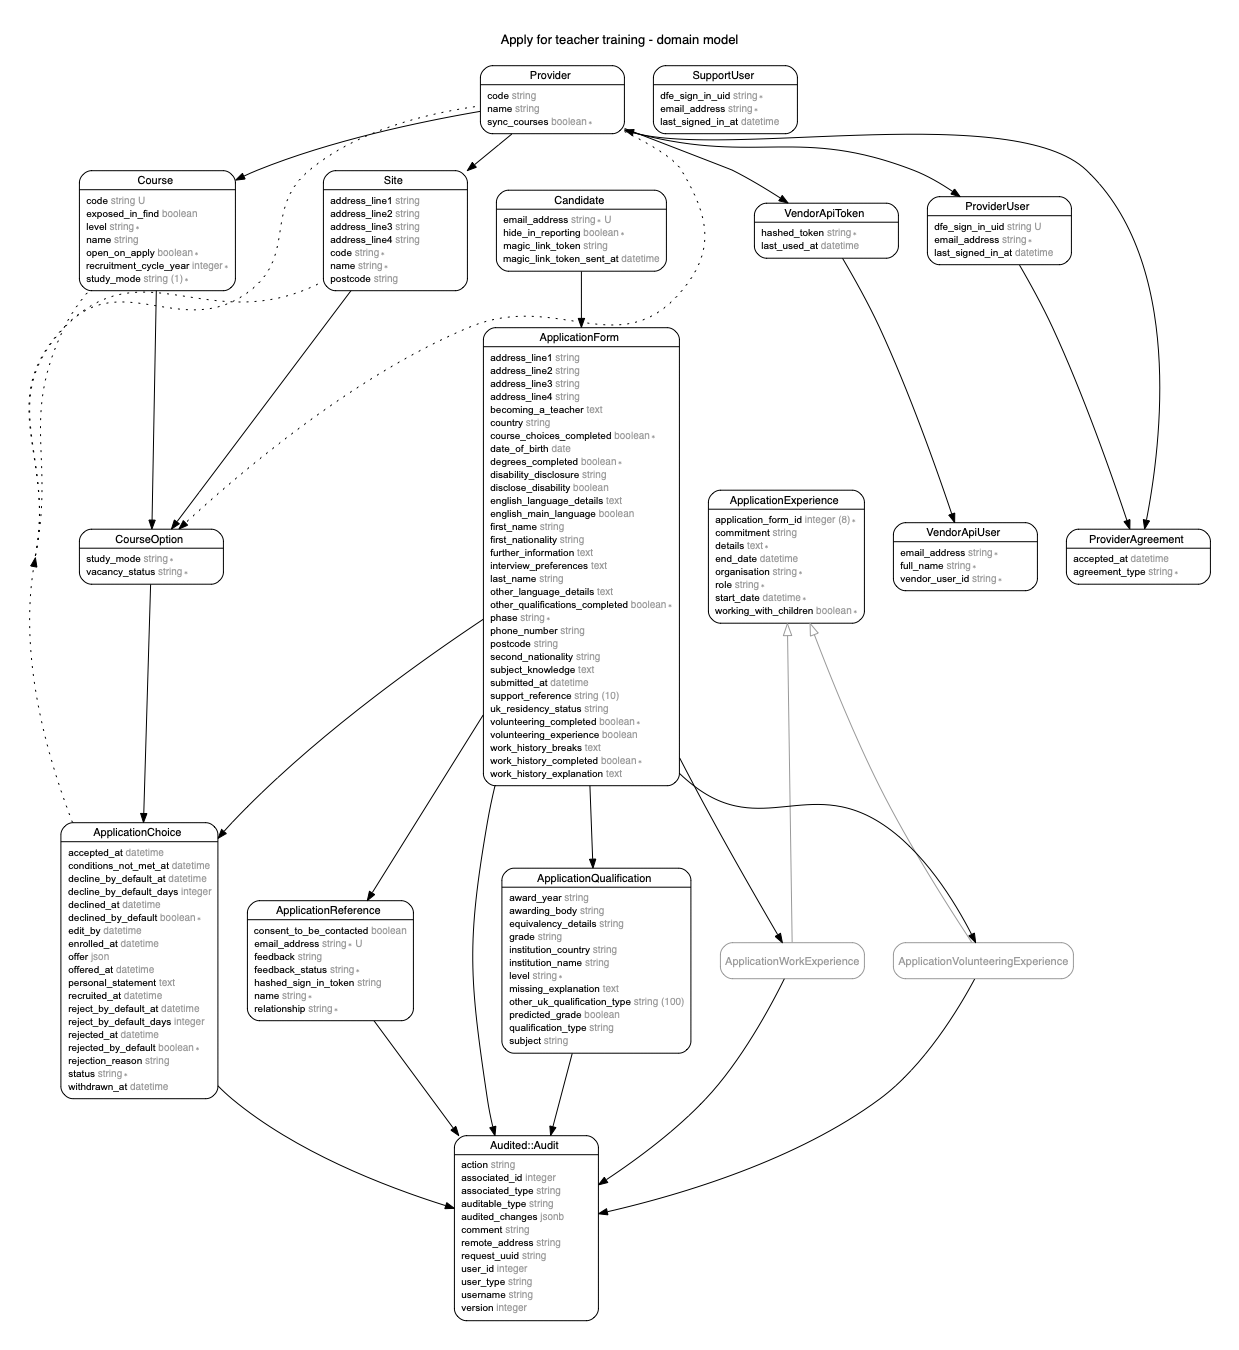 Apply for teacher training - domain model
Provider
code string
name string
sync_courses boolean ∗
SupportUser
dfe_sign_in_uid string ∗
email_address string ∗
last_signed_in_at datetime
Course
code string U
exposed_in_find boolean
level string ∗
name string
open_on_apply boolean ∗
recruitment_cycle_year integer ∗
study_mode string (1) ∗
Site
address_line1 string
address_line2 string
address_line3 string
address_line4 string
code string ∗
name string ∗
postcode string
Candidate
email_address string ∗ U
hide_in_reporting boolean ∗
magic_link_token string
magic_link_token_sent_at datetime
VendorApiToken
hashed_token string ∗
last_used_at datetime
ProviderUser
dfe_sign_in_uid string U
email_address string ∗
last_signed_in_at datetime
ApplicationForm
address_line1 string
address_line2 string
address_line3 string
address_line4 string
becoming_a_teacher text
country string
course_choices_completed boolean ∗
date_of_birth date
degrees_completed boolean ∗
disability_disclosure string
disclose_disability boolean
english_language_details text
english_main_language boolean
first_name string
first_nationality string
further_information text
interview_preferences text
last_name string
other_language_details text
other_qualifications_completed boolean ∗
phase string ∗
phone_number string
postcode string
second_nationality string
subject_knowledge text
submitted_at datetime
support_reference string (10)
uk_residency_status string
volunteering_completed boolean ∗
volunteering_experience boolean
work_history_breaks text
work_history_completed boolean ∗
work_history_explanation text
CourseOption
study_mode string ∗
vacancy_status string ∗
ApplicationExperience
application_form_id integer (8) ∗
commitment string
details text ∗
end_date datetime
organisation string ∗
role string ∗
start_date datetime ∗
working_with_children boolean ∗
VendorApiUser
email_address string ∗
full_name string ∗
vendor_user_id string ∗
ProviderAgreement
accepted_at datetime
agreement_type string ∗
ApplicationChoice
accepted_at datetime
conditions_not_met_at datetime
decline_by_default_at datetime
decline_by_default_days integer
declined_at datetime
declined_by_default boolean ∗
edit_by datetime
enrolled_at datetime
offer json
offered_at datetime
personal_statement text
recruited_at datetime
reject_by_default_at datetime
reject_by_default_days integer
rejected_at datetime
rejected_by_default boolean ∗
rejection_reason string
status string ∗
withdrawn_at datetime
ApplicationReference
consent_to_be_contacted boolean
email_address string ∗ U
feedback string
feedback_status string ∗
hashed_sign_in_token string
name string ∗
relationship string ∗
ApplicationQualification
award_year string
awarding_body string
equivalency_details string
grade string
institution_country string
institution_name string
level string ∗
missing_explanation text
other_uk_qualification_type string (100)
predicted_grade boolean
qualification_type string
subject string
ApplicationWorkExperience
ApplicationVolunteeringExperience
Audited::Audit
action string
associated_id integer
associated_type string
auditable_type string
audited_changes jsonb
comment string
remote_address string
request_uuid string
user_id integer
user_type string
username string
version integer